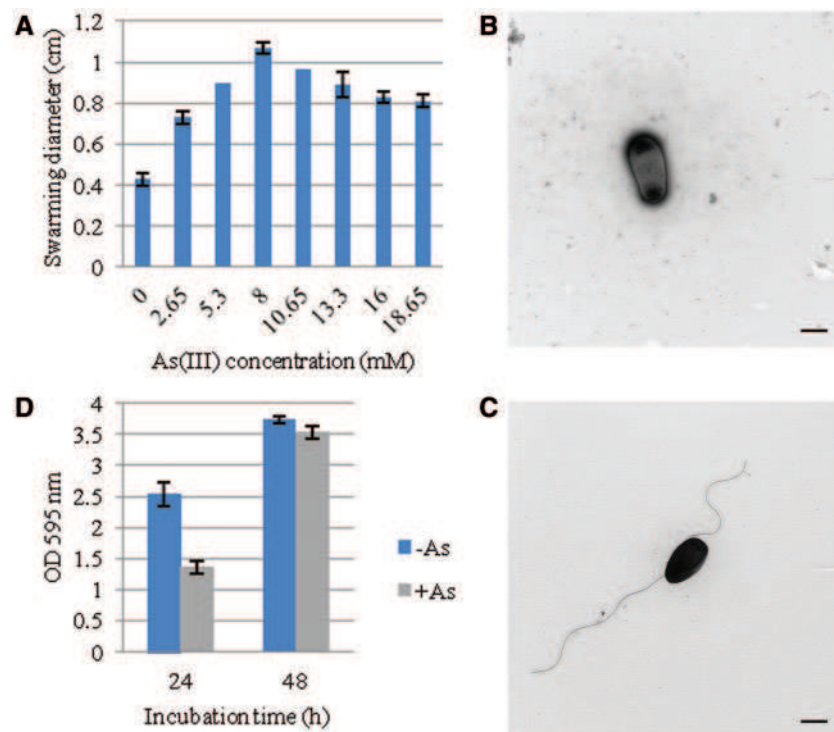 A
Swarming diameter (cm)
1.2
1
0.8
0.6
0.4
0.2
0
0
2.65
5.3
8
10.65
13.3
16
18.65
As(III) concentration (mM)
B
D
OD 595 nm
4
3.5
3
2.5
2
1.5
1
0.5
0
24
48
Incubation time (h)
-As
+As
C